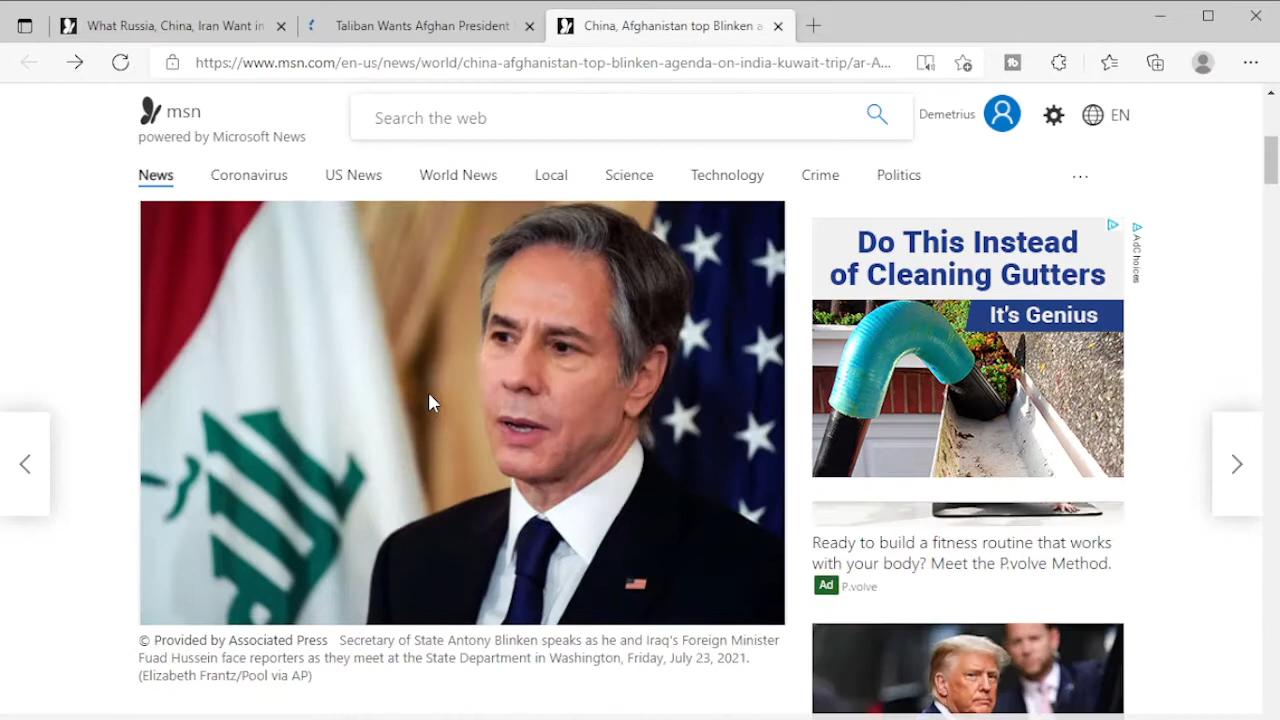 What Russia, China, Iran Want in
Taliban Wants Afghan President
China, Afghanistan top Blinken a
https://www.msn.com/en-us/news/world/china-afghanistan-top-blinken-agenda-on-india-kuwait-trip/ar-A...
msn
powered by Microsoft News
Search the web
Demetrius
EN
News
Coronavirus
US News
World News
Local
Science
Technology
Crime
Politics
...
Do This Instead
of Cleaning Gutters
It's Genius
AdChoices
Ready to build a fitness routine that works
with your body? Meet the P.volve Method.
Ad P.volve
© Provided by Associated Press Secretary of State Antony Blinken speaks as he and Iraq's Foreign Minister
Fuad Hussein face reporters as they meet at the State Department in Washington, Friday, July 23, 2021.
(Elizabeth Frantz/Pool via AP)